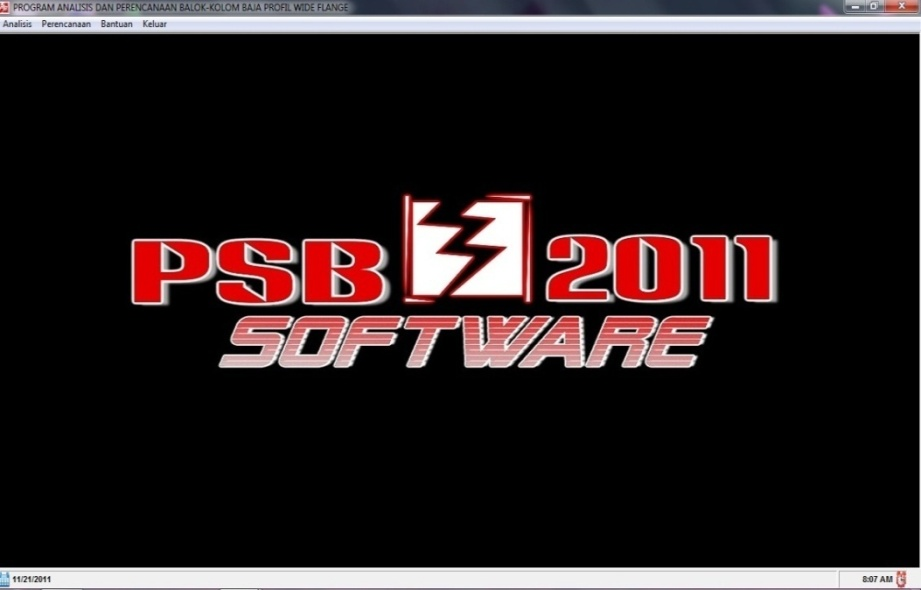 PROGRAM ANALISIS DAN PERENCANAAN BALOK-KOLOM BAJA PROFIL WIDE FLANGE
Analisis Perencanaan Bantuan Keluar
PSB 2011
SOFTWARE
11/21/2011 8:07 AM